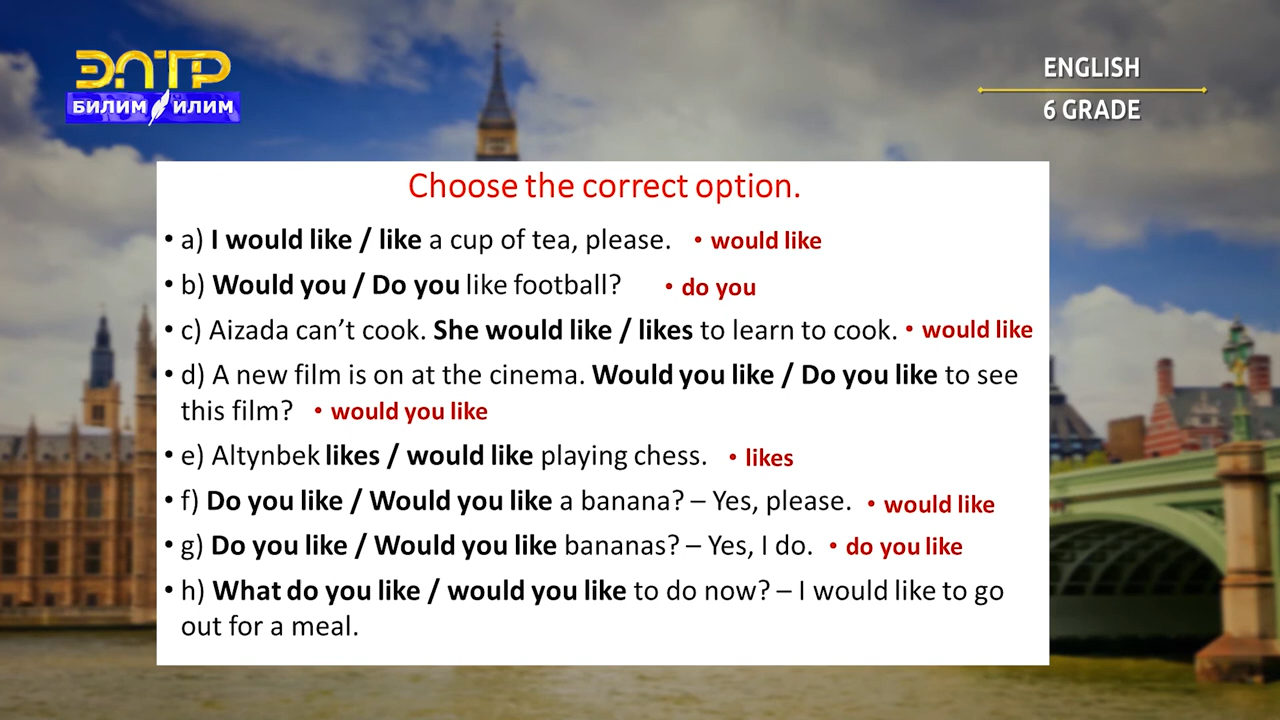 ЭЛТР
БИЛИМ ИЛИМ
ENGLISH
6 GRADE
Choose the correct option.
• a) I would like / like a cup of tea, please. • would like
• b) Would you / Do you like football? • do you
• c) Aizada can’t cook. She would like / likes to learn to cook. • would like
• d) A new film is on at the cinema. Would you like / Do you like to see
this film? • would you like
• e) Altynbek likes / would like playing chess. • likes
• f) Do you like / Would you like a banana? – Yes, please. • would like
• g) Do you like / Would you like bananas? – Yes, I do. • do you like
• h) What do you like / would you like to do now? – I would like to go
out for a meal.